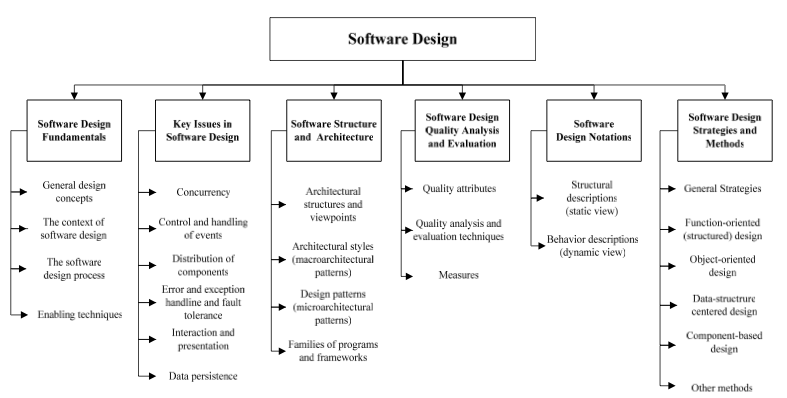 Software Design
Software Design
Fundamentals
General design
concepts
The context of
software design
The software
design process
Enabling techniques
Key Issues in
Software Design
Concurrency
Control and handling
of events
Distribution of
components
Error and exception
handline and fault
tolerance
Interaction and
presentation
Data persistence
Software Structure
and Architecture
Architectural
structures and
viewpoints
Architectural styles
(macroarchitectural
patterns)
Design patterns
(microarchitectural
patterns)
Families of programs
and frameworks
Software Design
Quality Analysis
and Evaluation
Quality attributes
Quality analysis and
evaluation techniques
Measures
Software
Design Notations
Structural
descriptions
(static view)
Behavior descriptions
(dynamic view)
Software Design
Strategies and
Methods
General Strategies
Function-oriented
(structured) design
Object-oriented
design
Data-structrure
centered design
Component-based
design
Other methods